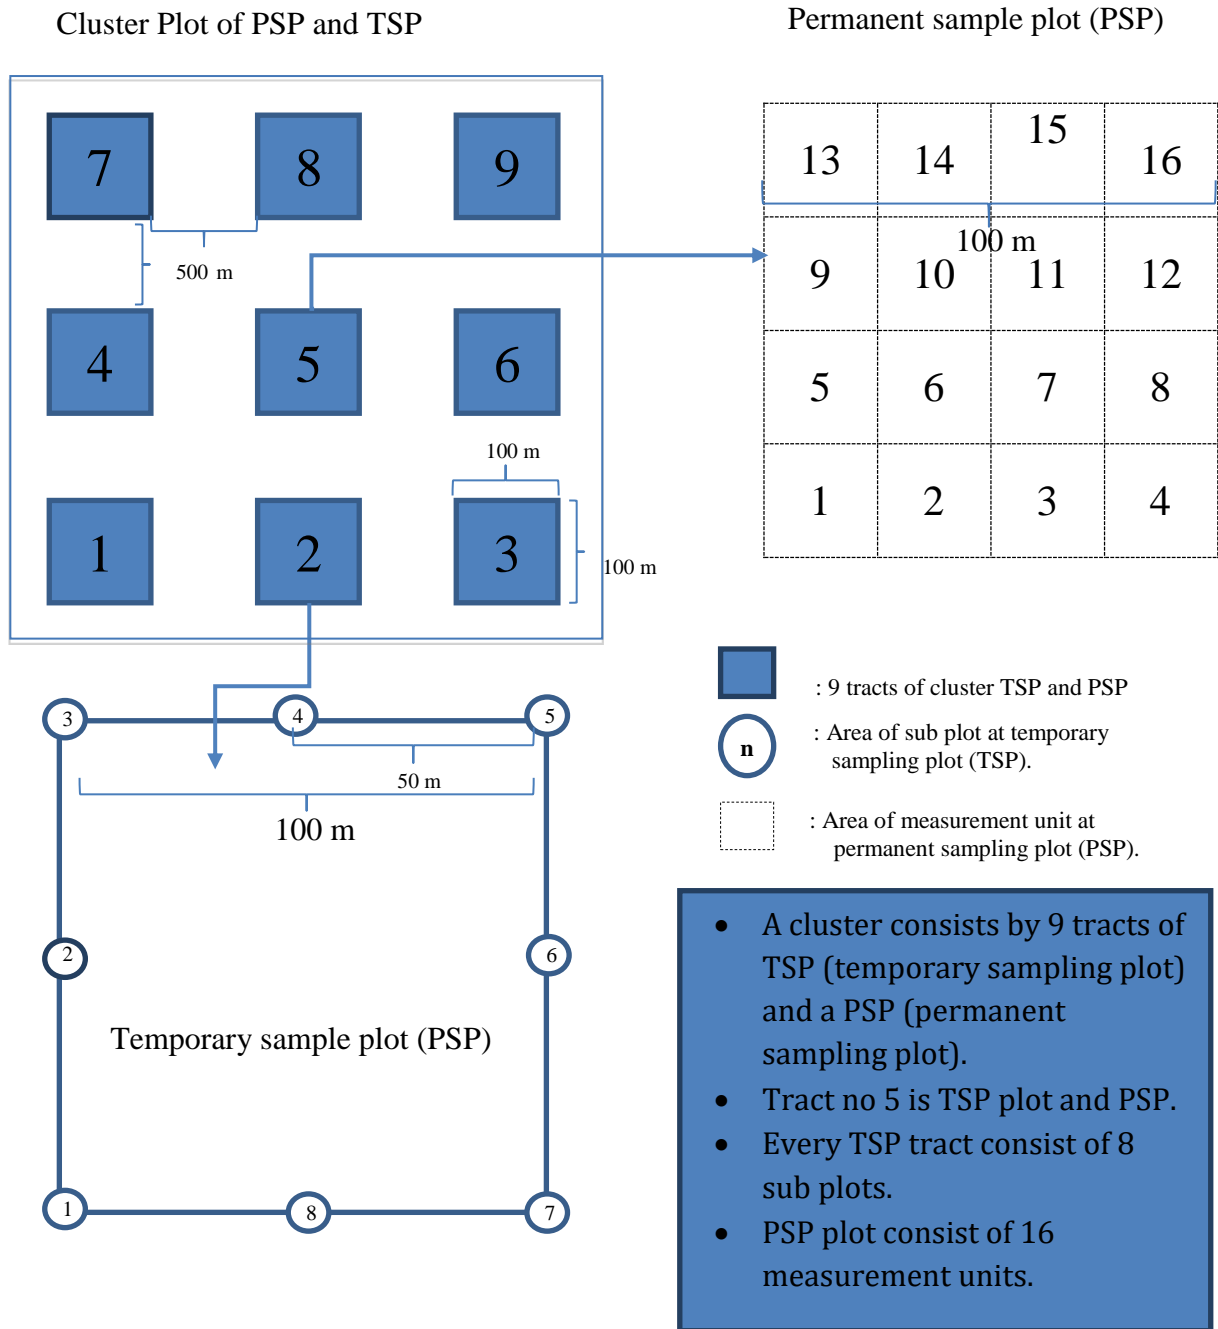 Cluster Plot of PSP and TSP
Permanent sample plot (PSP)
7
8
9
500 m
4
5
6
100 m
1
2
3
100 m
13
14
15
16
100 m
9
10
11
12
5
6
7
8
1
2
3
4
3
4
5
50 m
100 m
2
6
Temporary sample plot (PSP)
1
8
7
: 9 tracts of cluster TSP and PSP
n
: Area of sub plot at temporary
sampling plot (TSP).
: Area of measurement unit at
permanent sampling plot (PSP).
• A cluster consists by 9 tracts of
TSP (temporary sampling plot)
and a PSP (permanent
sampling plot).
• Tract no 5 is TSP plot and PSP.
• Every TSP tract consist of 8
sub plots.
• PSP plot consist of 16
measurement units.